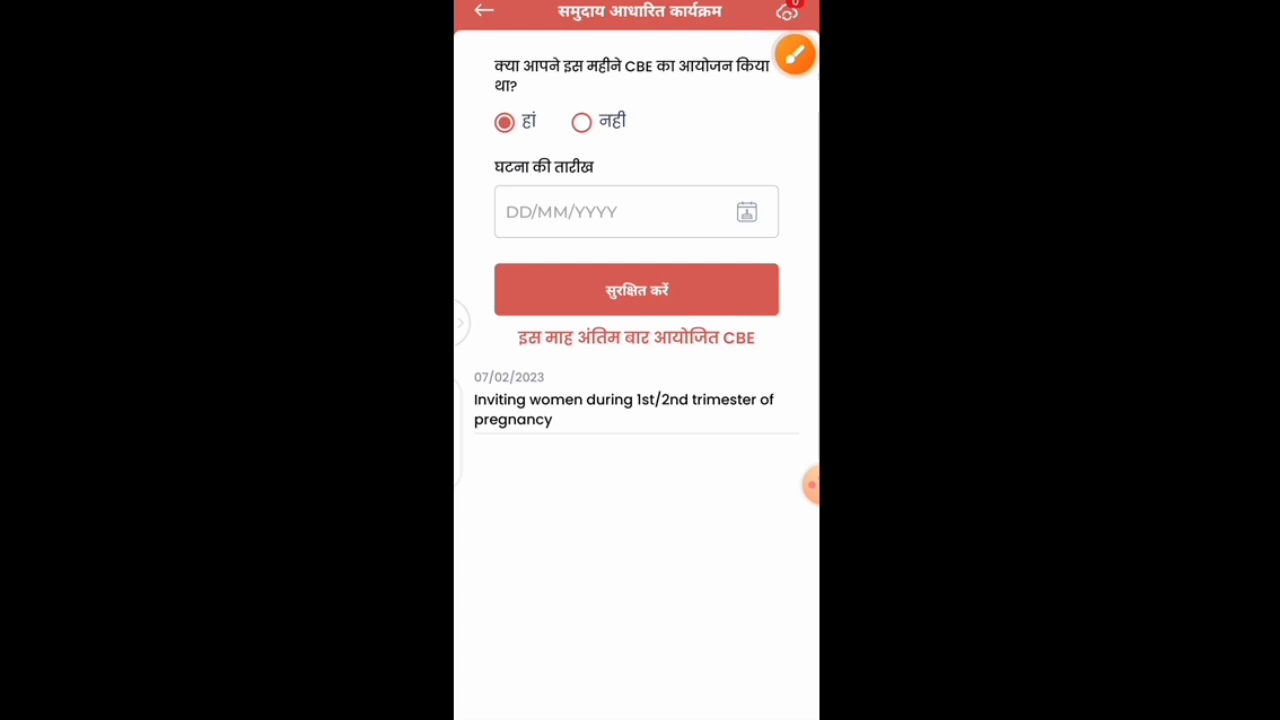 समुदाय आधारित कार्यक्रम
0
क्या आपने इस महीने CBE का आयोजन किया
था?
हां नही
घटना की तारीख
DD/MM/YYYY
सुरक्षित करें
इस माह अंतिम बार आयोजित CBE
07/02/2023
Inviting women during 1st/2nd trimester of
pregnancy